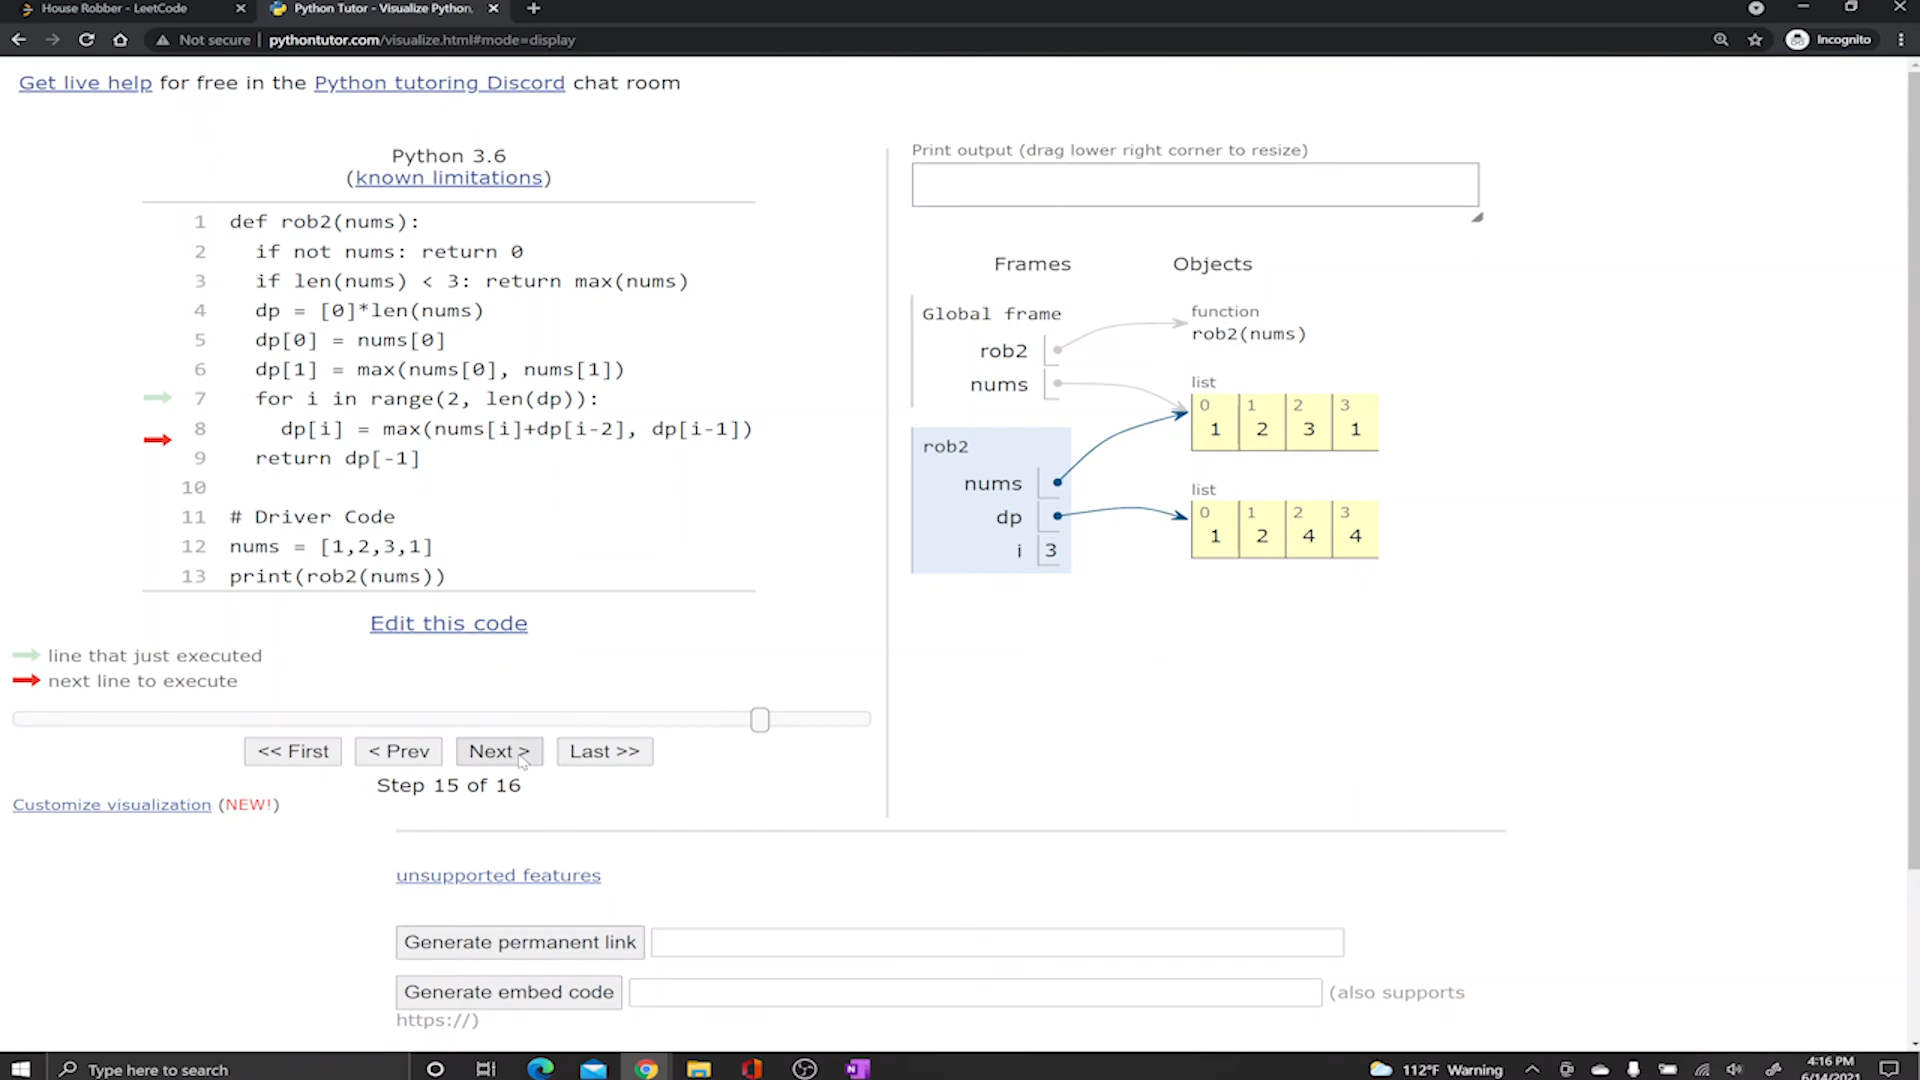 House Robber - LeetCode
Python Tutor - Visualize Python,
Not secure | pythontutor.com/visualize.html#mode=display
Incognito
Get live help for free in the Python tutoring Discord chat room
Python 3.6
(known limitations)
1 def rob2(nums):
2 if not nums: return 0
3 if len(nums) < 3: return max(nums)
4 dp = [0]*len(nums)
5 dp[0] = nums[0]
6 dp[1] = max(nums[0], nums[1])
7 for i in range(2, len(dp)):
8 dp[i] = max(nums[i]+dp[i-2], dp[i-1])
9 return dp[-1]
10
11 # Driver Code
12 nums = [1,2,3,1]
13 print(rob2(nums))
Edit this code
line that just executed
next line to execute
<< First < Prev Next > Last >>
Step 15 of 16
Customize visualization (NEW!)
Print output (drag lower right corner to resize)
Frames Objects
Global frame
rob2
nums
function
rob2(nums)
list
0 1 2 3
1 2 3 1
rob2
nums
dp
i 3
list
0 1 2 3
1 2 4 4
unsupported features
Generate permanent link
Generate embed code (also supports
https://)
Type here to search
112°F Warning
4:16 PM
6/14/2021